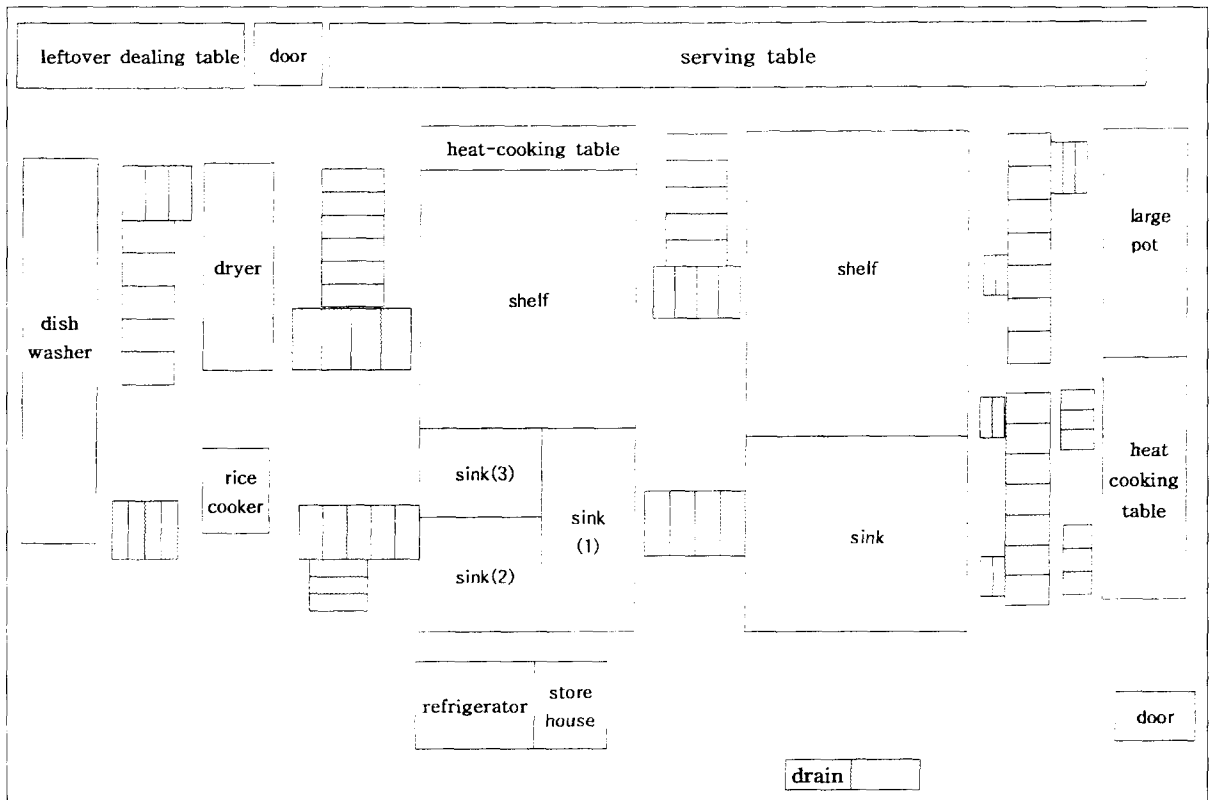 leftover dealing table
door
serving table
heat-cooking table
dish
washer
dryer
shelf
shelf
large
pot
rice
cooker
sink(3)
sink
(1)
sink(2)
sink
heat
cooking
table
refrigerator
store
house
door
drain